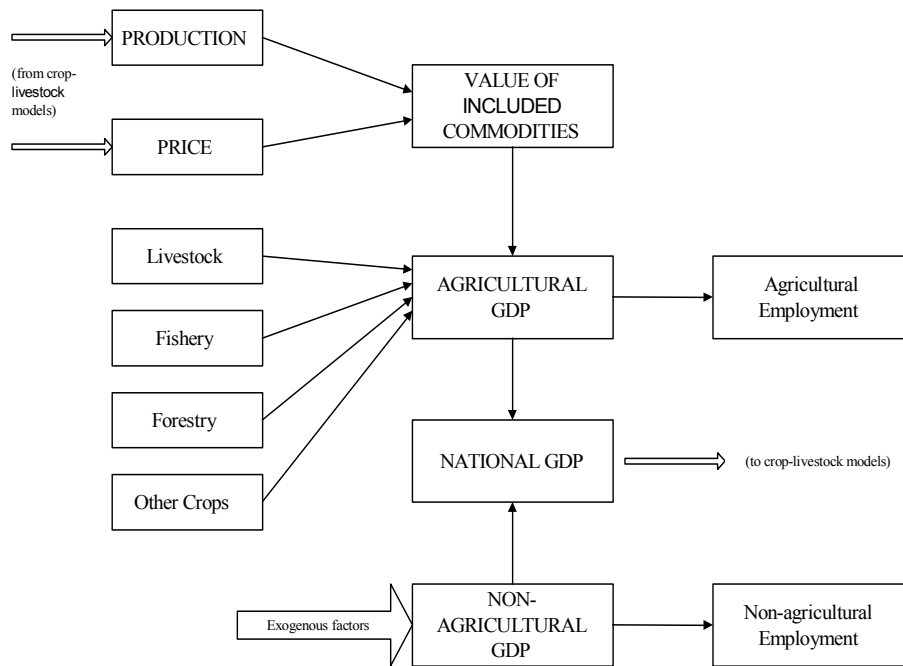 PRODUCTION
(from crop-
livestock
models)
PRICE
VALUE OF
INCLUDED
COMMODITIES
Livestock
Fishery
Forestry
Other Crops
AGRICULTURAL
GDP
Agricultural
Employment
NATIONAL GDP
(to crop-livestock models)
Exogenous factors
NON-
AGRICULTURAL
GDP
Non-agricultural
Employment